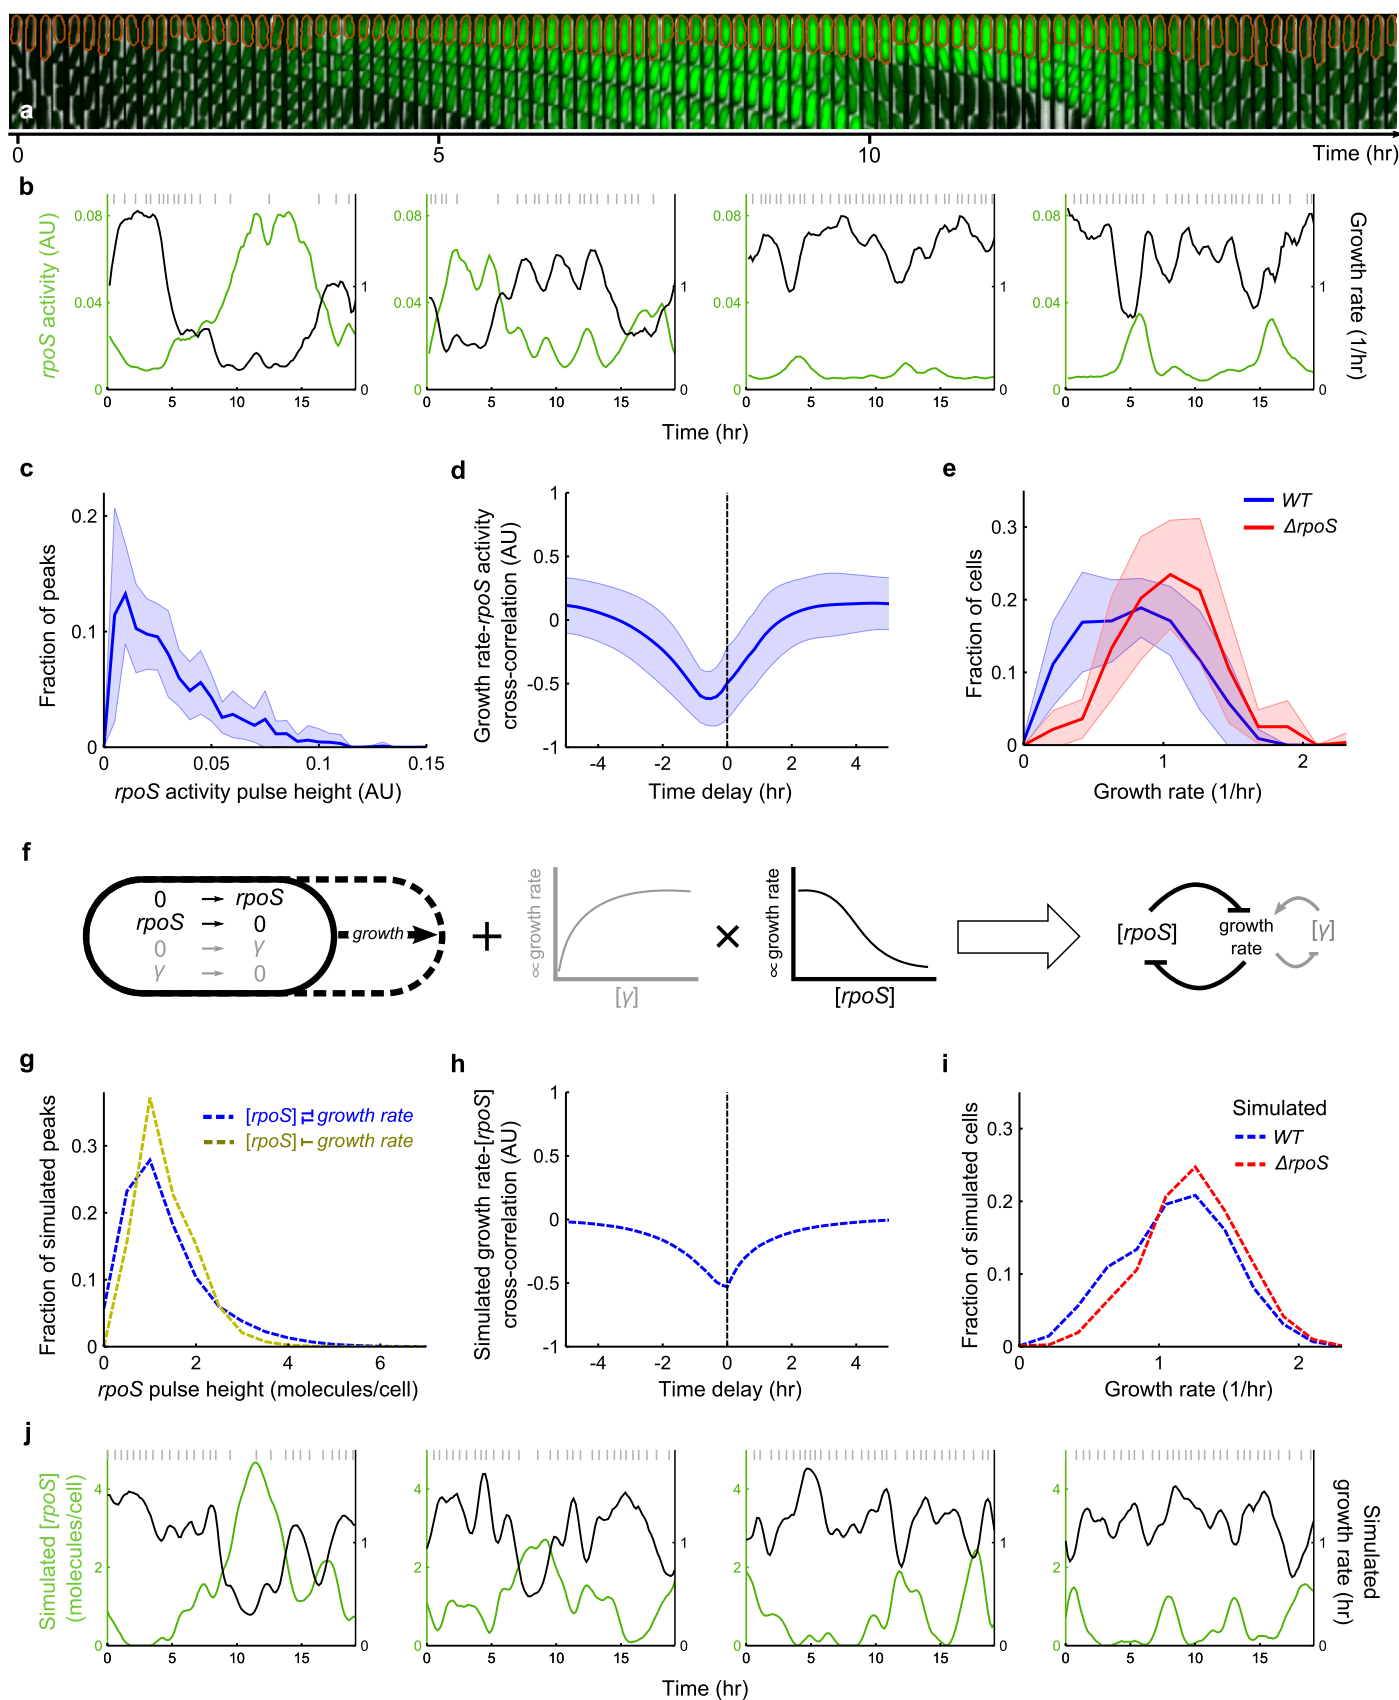 a
0 5 10 Time (hr)
b
rpoS activity (AU)
0.08 0.04 0
1 0
0 5 10 15
0.08 0.04 0
1 0
0 5 10 15
0.08 0.04 0
1 0
0 5 10 15
0.08 0.04 0
1 0
0 5 10 15
Growth rate (1/hr)
Time (hr)
c
Fraction of peaks
0.2
0.1
0
0 0.05 0.1 0.15
rpoS activity pulse height (AU)
d
Growth rate-rpoS activity
cross-correlation (AU)
1
0.5
0
-0.5
-1
-4 -2 0 2 4
Time delay (hr)
e
Fraction of cells
0.3
0.2
0.1
0
0 1 2
Growth rate (1/hr)
WT
ΔrpoS
f
0 → rpoS
rpoS → 0
0 → γ
γ → 0
growth
+
∝ growth rate
[γ]
×
∝ growth rate
[rpoS]
[rpoS]
growth
rate
[γ]
g
Fraction of simulated peaks
0.3
0.2
0.1
0
0 2 4 6
rpoS pulse height (molecules/cell)
[rpoS] growth rate
[rpoS] growth rate
h
Simulated growth rate-[rpoS]
cross-correlation (AU)
1
0.5
0
-0.5
-1
-4 -2 0 2 4
Time delay (hr)
i
Fraction of simulated cells
0.3
0.2
0.1
0
0 1 2
Growth rate (1/hr)
Simulated
WT
ΔrpoS
j
Simulated [rpoS]
(molecules/cell)
4 2 0
1 0
0 5 10 15
4 2 0
1 0
0 5 10 15
4 2 0
1 0
0 5 10 15
4 2 0
1 0
0 5 10 15
Simulated
growth rate (hr)
Time (hr)